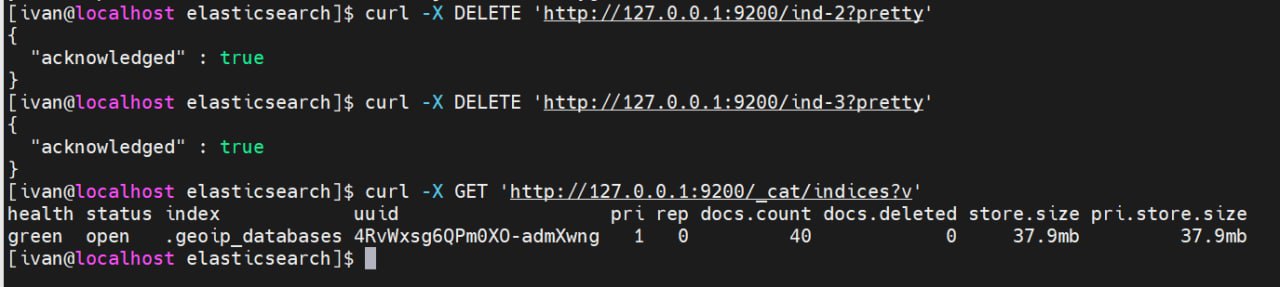 [ivan@localhost elasticsearch]$ curl -X DELETE 'http://127.0.0.1:9200/ind-2?pretty'
{
  "acknowledged" : true
}
[ivan@localhost elasticsearch]$ curl -X DELETE 'http://127.0.0.1:9200/ind-3?pretty'
{
  "acknowledged" : true
}
[ivan@localhost elasticsearch]$ curl -X GET 'http://127.0.0.1:9200/_cat/indices?v'
health status index            uuid                   pri rep docs.count docs.deleted store.size pri.store.size
green  open   .geoip_databases 4RvWxsg6QPm0XO-admXwng   1   0         40            0     37.9mb         37.9mb
[ivan@localhost elasticsearch]$